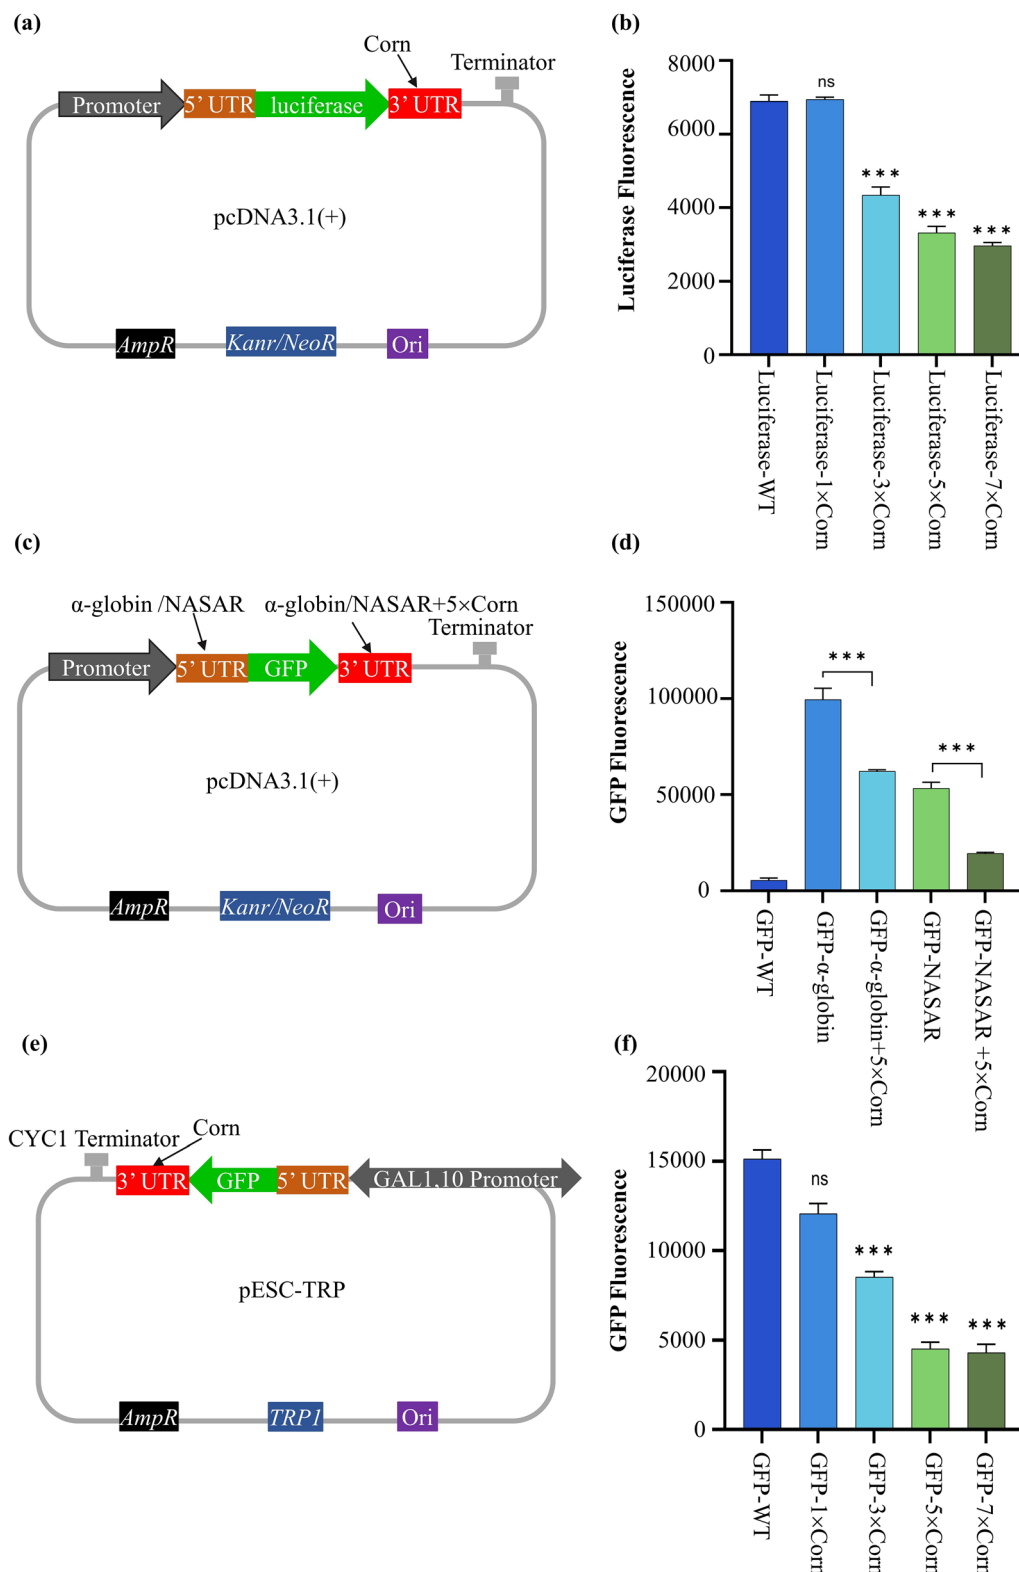 (a)
Corn
Terminator
Promoter
5’ UTR
luciferase
3’ UTR
pcDNA3.1(+)
AmpR
Kanr/NeoR
Ori
(b)
Luciferase Fluorescence
8000
6000
4000
2000
0
ns
***
***
***
Luciferase-WT
Luciferase-1×Corn
Luciferase-3×Corn
Luciferase-5×Corn
Luciferase-7×Corn
(c)
α-globin /NASAR
α-globin/NASAR+5×Corn
Terminator
Promoter
5’ UTR
GFP
3’ UTR
pcDNA3.1(+)
AmpR
Kanr/NeoR
Ori
(d)
GFP Fluorescence
150000
100000
50000
0
***
***
GFP-WT
GFP-α-globin
GFP-α-globin+5×Corn
GFP-NASAR
GFP-NASAR +5×Corn
(e)
CYC1 Terminator
Corn
3’ UTR
GFP
5’ UTR
GAL1,10 Promoter
pESC-TRP
AmpR
TRP1
Ori
(f)
GFP Fluorescence
20000
15000
10000
5000
0
ns
***
***
***
GFP-WT
GFP-1×Corn
GFP-3×Corn
GFP-5×Corn
GFP-7×Corn